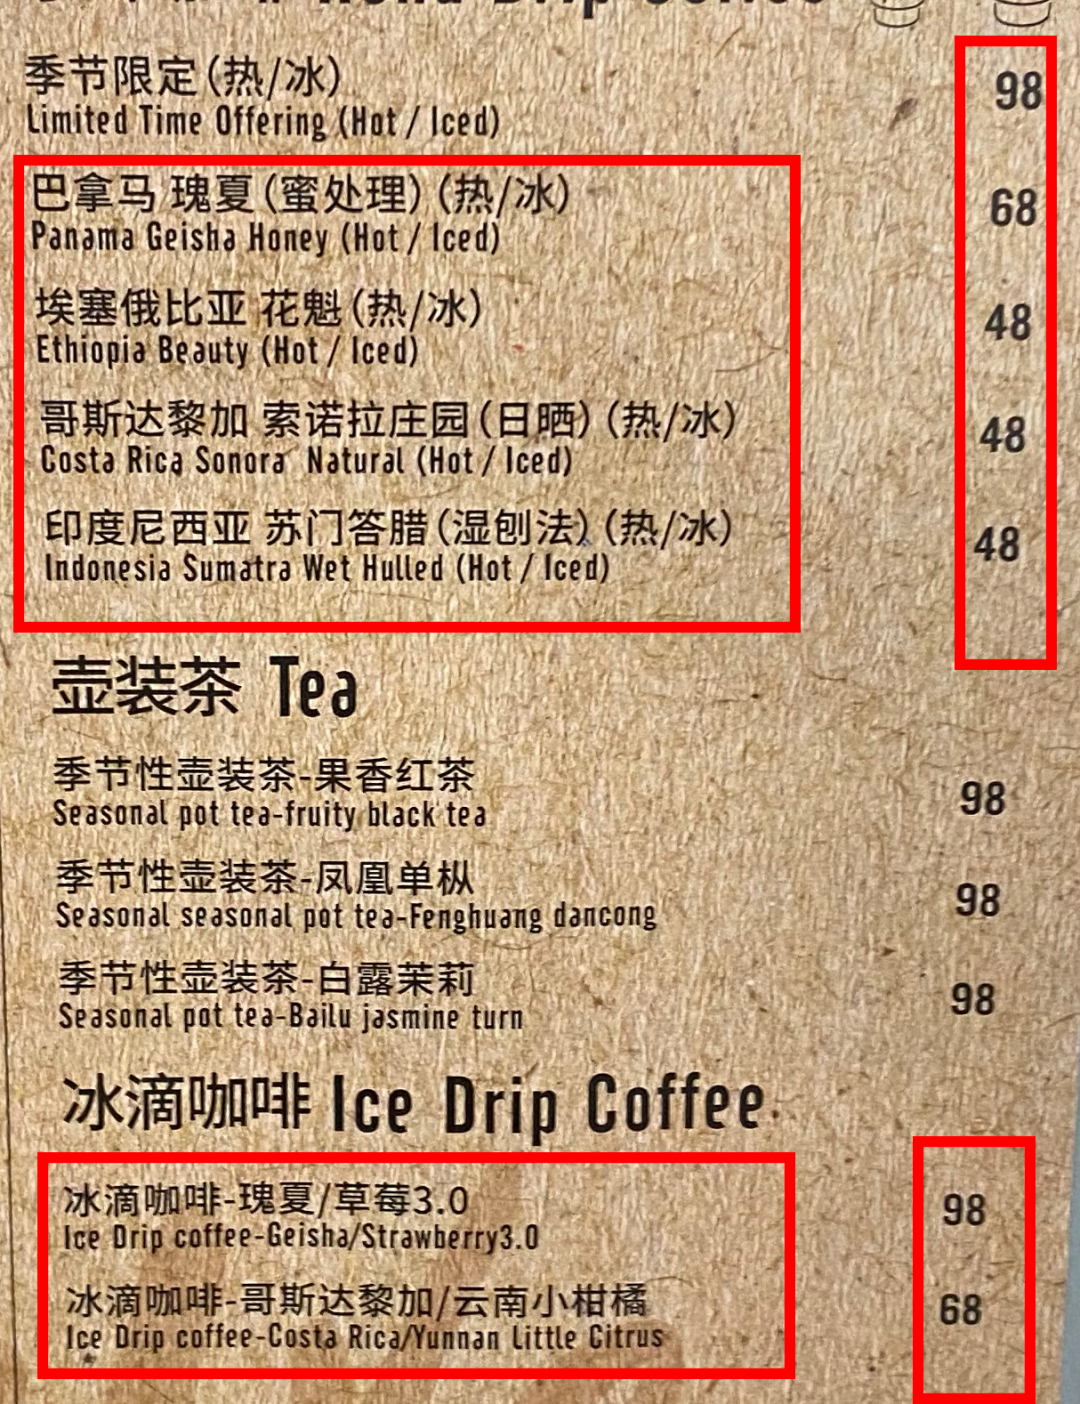 Hand Drip Coffee
季节限定(热/冰)
98
Limited Time Offering (Hot / Iced)
巴拿马 瑰夏(蜜处理)(热/冰)
68
Panama Geisha Honey (Hot / Iced)
埃塞俄比亚 花魁(热/冰)
48
Ethiopia Beauty (Hot / Iced)
哥斯达黎加 索诺拉庄园(日晒)(热/冰)
48
Costa Rica Sonora Natural (Hot / Iced)
印度尼西亚 苏门答腊(湿刨法)(热/冰)
48
Indonesia Sumatra Wet Hulled (Hot / Iced)
壶装茶 Tea
季节性壶装茶-果香红茶
98
Seasonal pot tea-fruity black tea
季节性壶装茶-凤凰单枞
98
Seasonal seasonal pot tea-Fenghuang dancong
季节性壶装茶-白露茉莉
98
Seasonal pot tea-Bailu jasmine turn
冰滴咖啡 Ice Drip Coffee
冰滴咖啡-瑰夏/草莓3.0
98
Ice Drip coffee-Geisha/Strawberry3.0
冰滴咖啡-哥斯达黎加/云南小柑橘
68
Ice Drip coffee-Costa Rica/Yunnan Little Citrus